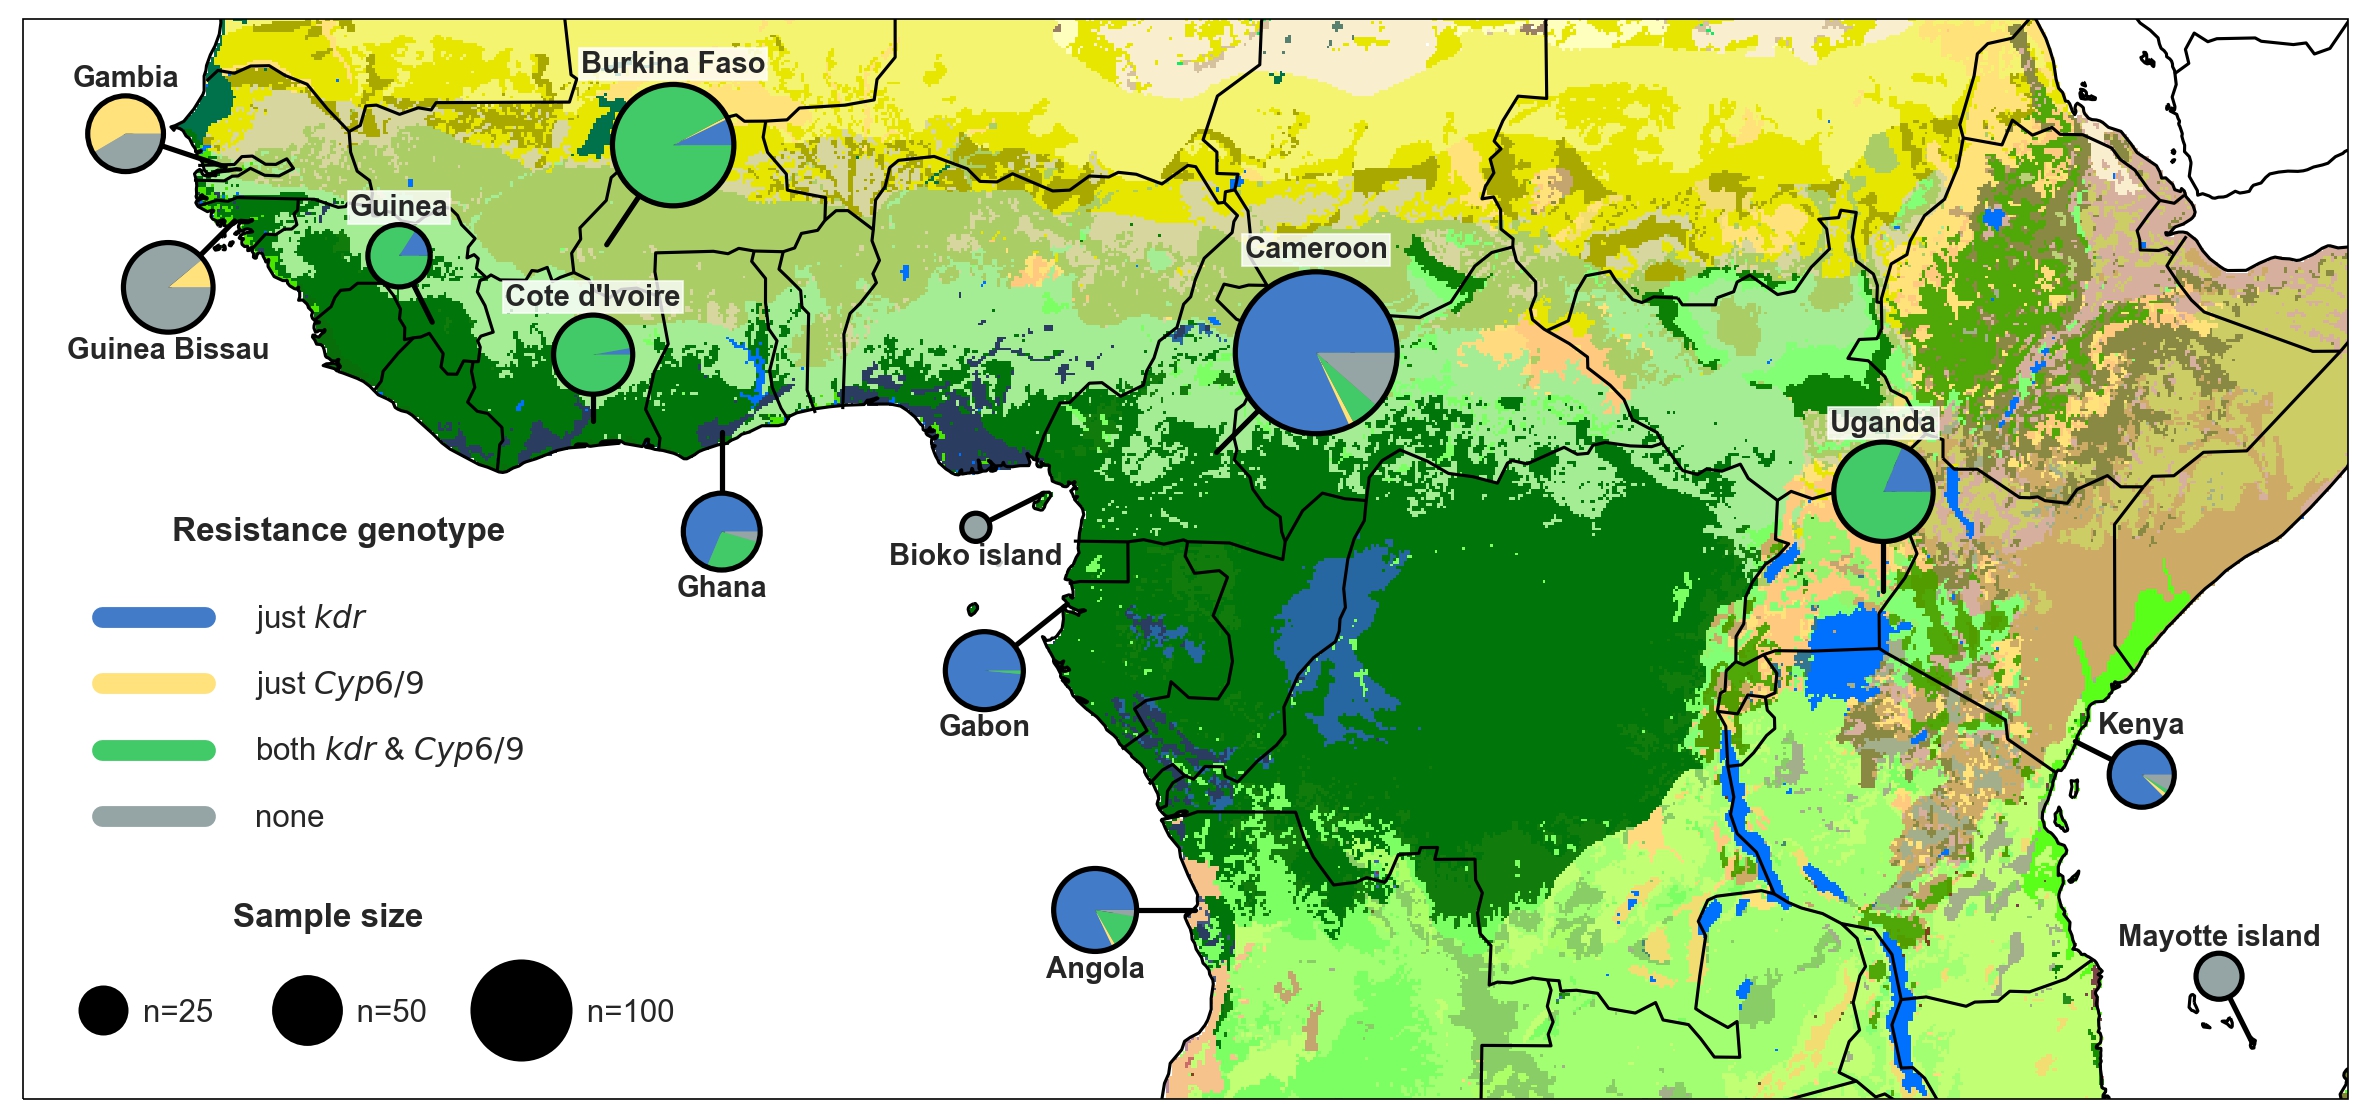 Gambia
Burkina Faso
Guinea
Guinea Bissau
Cote d'Ivoire
Cameroon
Uganda
Ghana
Bioko island
Gabon
Kenya
Angola
Mayotte island
Resistance genotype
just kdr
just Cyp6/9
both kdr & Cyp6/9
none
Sample size
n=25
n=50
n=100